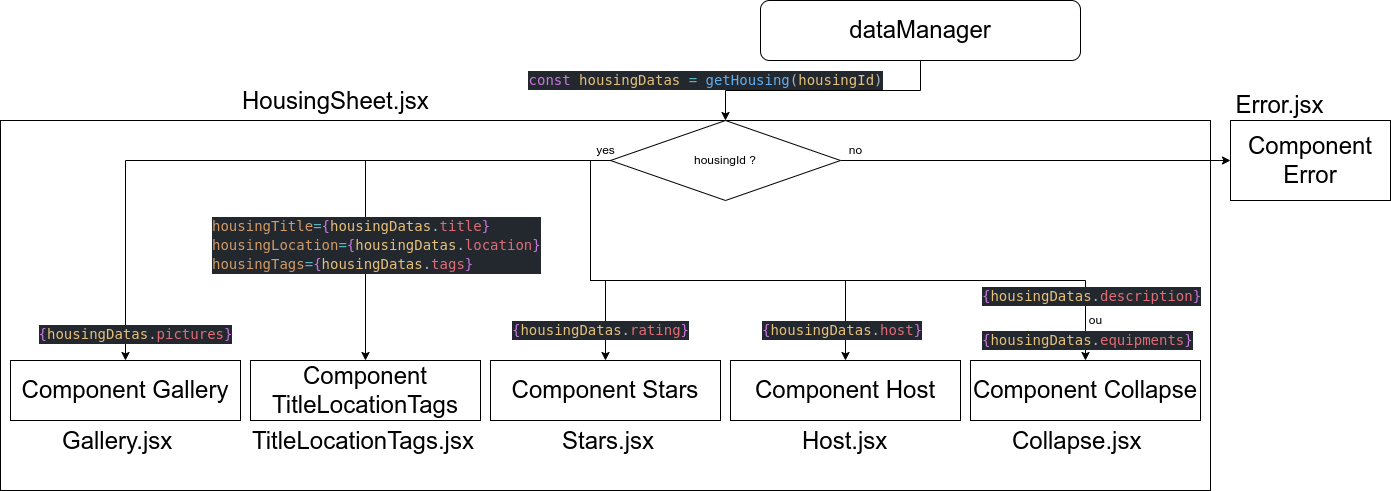 dataManager
const housingDatas = getHousing(housingId)
HousingSheet.jsx
Error.jsx
yes
housingId ?
no
Component
Error
housingTitle={housingDatas.title}
housingLocation={housingDatas.location}
housingTags={housingDatas.tags}
{housingDatas.pictures}
{housingDatas.rating}
{housingDatas.host}
{housingDatas.description}
ou
{housingDatas.equipments}
Component Gallery
Component
TitleLocationTags
Component Stars
Component Host
Component Collapse
Gallery.jsx
TitleLocationTags.jsx
Stars.jsx
Host.jsx
Collapse.jsx